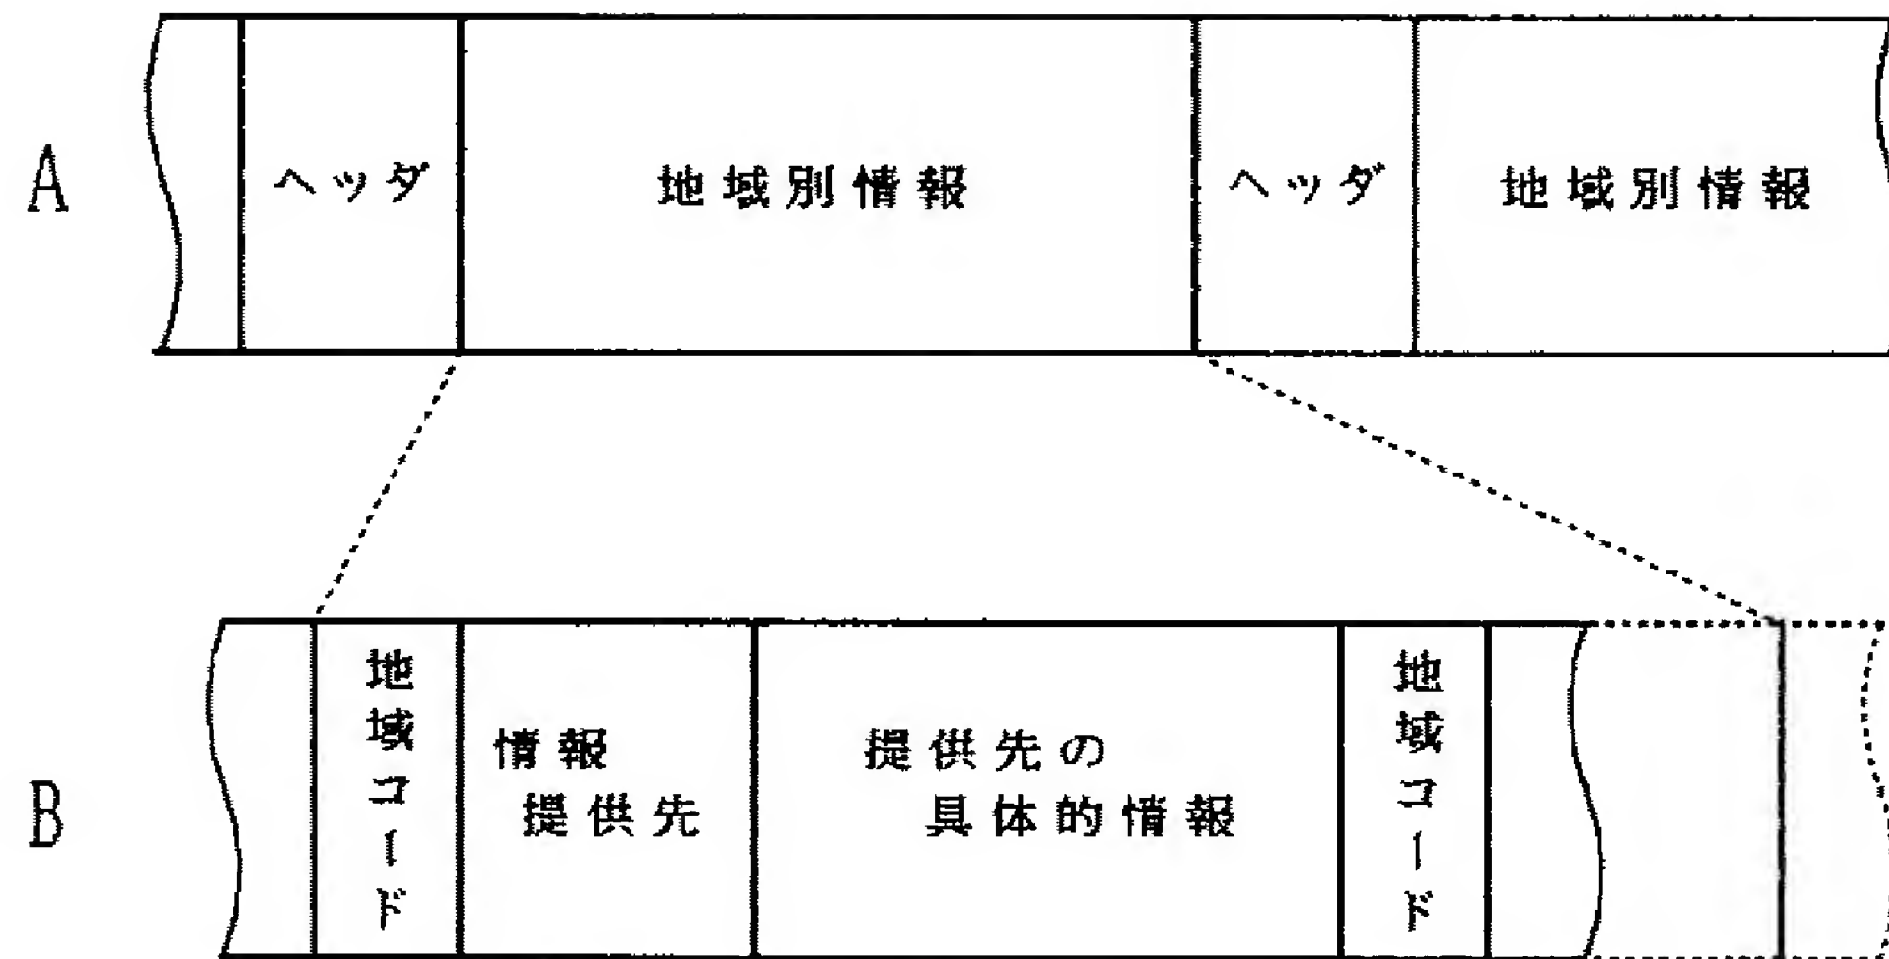 A
ヘッダ
地域別情報
ヘッダ
地域別情報
B
地域コード
情報
提供先
提供先の
具体的情報
地域コード